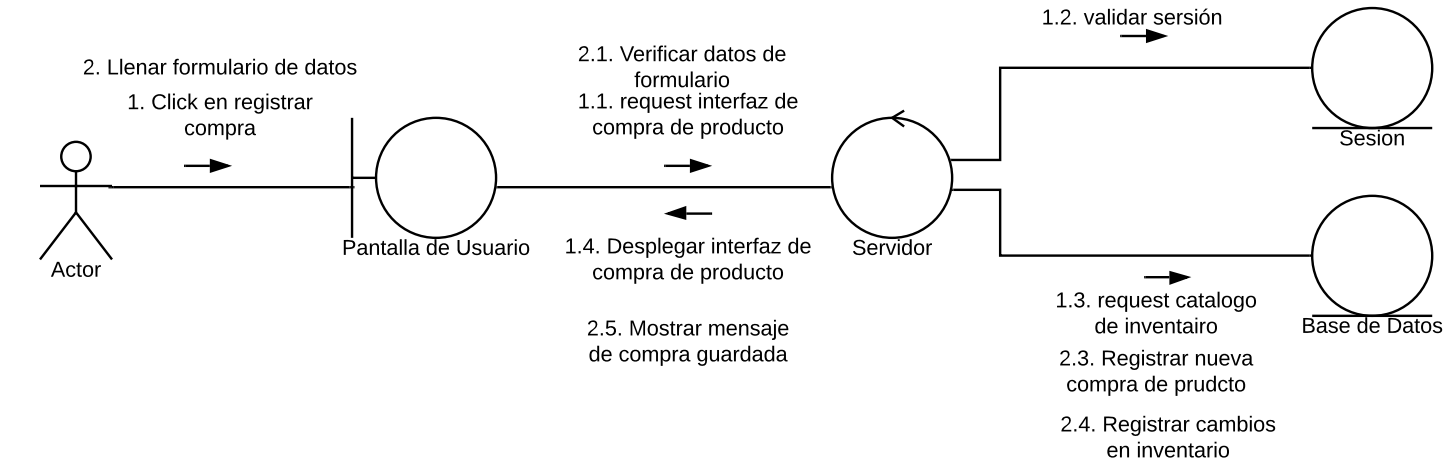 1.2. validar sersión
2.1. Verificar datos de
formulario
2. Llenar formulario de datos
1.1. request interfaz de
compra de producto
1. Click en registrar
compra
Sesion
Pantalla de Usuario
1.4. Desplegar interfaz de
compra de producto
Servidor
Actor
1.3. request catalogo
de inventairo
Base de Datos
2.5. Mostrar mensaje
de compra guardada
2.3. Registrar nueva
compra de prudcto
2.4. Registrar cambios
en inventario